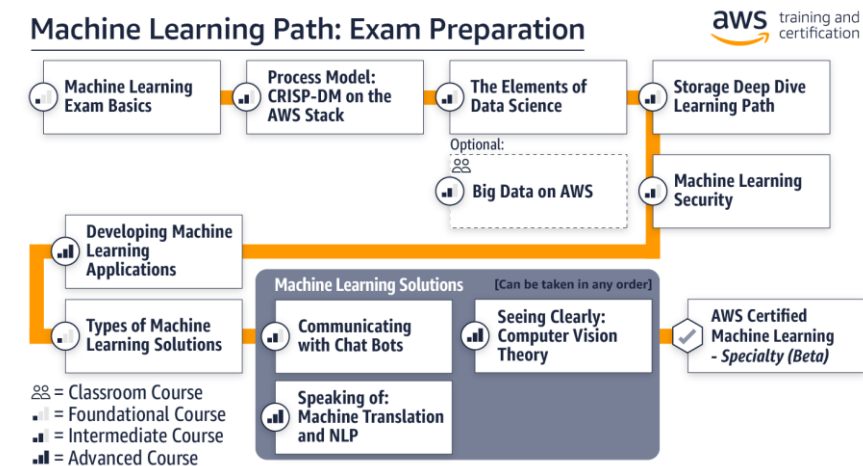 Machine Learning Path: Exam Preparation
aws training and
certification
Machine Learning
Exam Basics
Process Model:
CRISP-DM on the
AWS Stack
The Elements of
Data Science
Storage Deep Dive
Learning Path
Optional:
Big Data on AWS
Machine Learning
Security
Developing Machine
Learning
Applications
Types of Machine
Learning Solutions
Machine Learning Solutions [Can be taken in any order]
Communicating
with Chat Bots
Seeing Clearly:
Computer Vision
Theory
Speaking of:
Machine Translation
and NLP
AWS Certified
Machine Learning
- Specialty (Beta)
= Classroom Course
= Foundational Course
= Intermediate Course
= Advanced Course